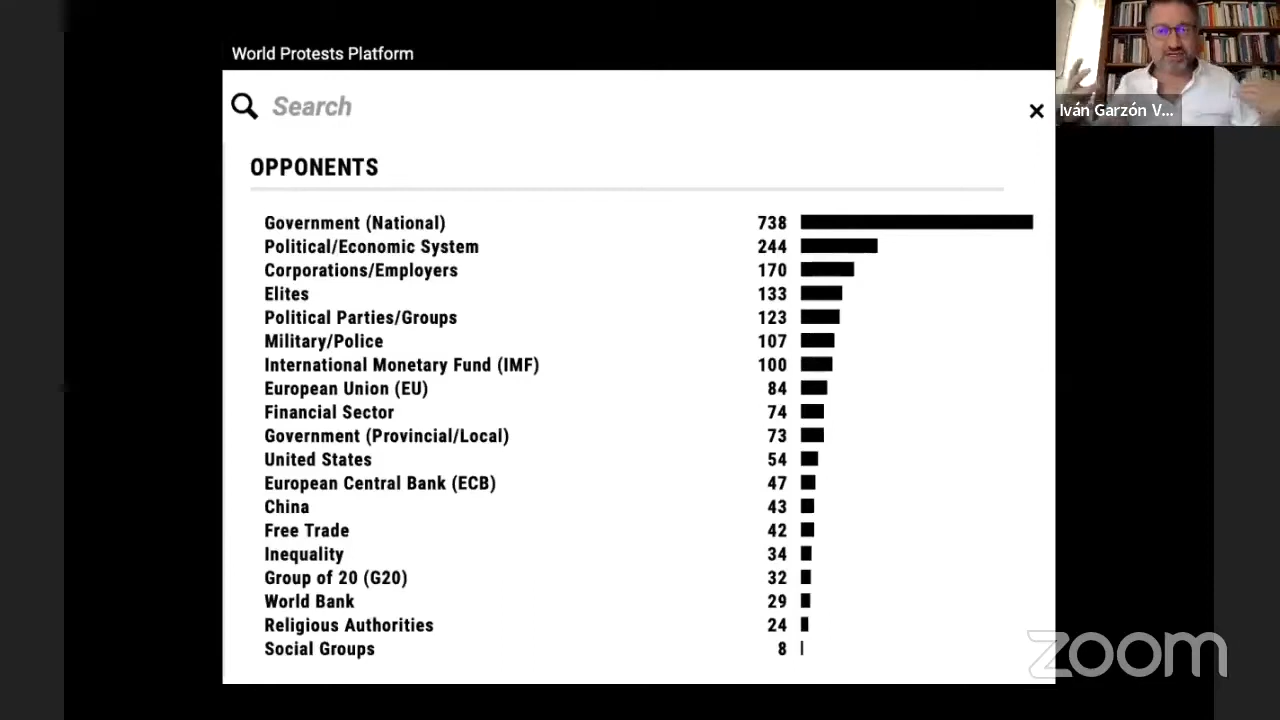 World Protests Platform
Search
×
Iván Garzón V...
OPPONENTS
Government (National) 738
Political/Economic System 244
Corporations/Employers 170
Elites 133
Political Parties/Groups 123
Military/Police 107
International Monetary Fund (IMF) 100
European Union (EU) 84
Financial Sector 74
Government (Provincial/Local) 73
United States 54
European Central Bank (ECB) 47
China 43
Free Trade 42
Inequality 34
Group of 20 (G20) 32
World Bank 29
Religious Authorities 24
Social Groups 8
zoom